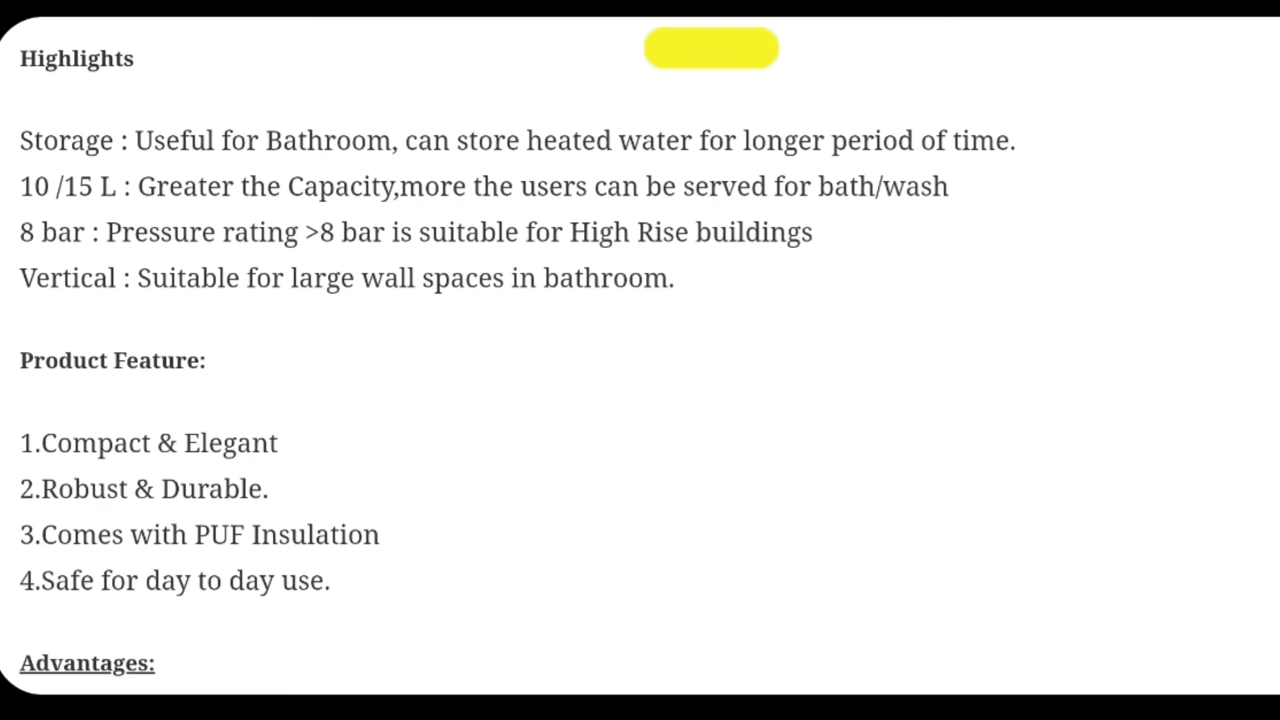 Highlights
Storage : Useful for Bathroom, can store heated water for longer period of time.
10 /15 L : Greater the Capacity,more the users can be served for bath/wash
8 bar : Pressure rating >8 bar is suitable for High Rise buildings
Vertical : Suitable for large wall spaces in bathroom.
Product Feature:
1.Compact & Elegant
2.Robust & Durable.
3.Comes with PUF Insulation
4.Safe for day to day use.
Advantages: